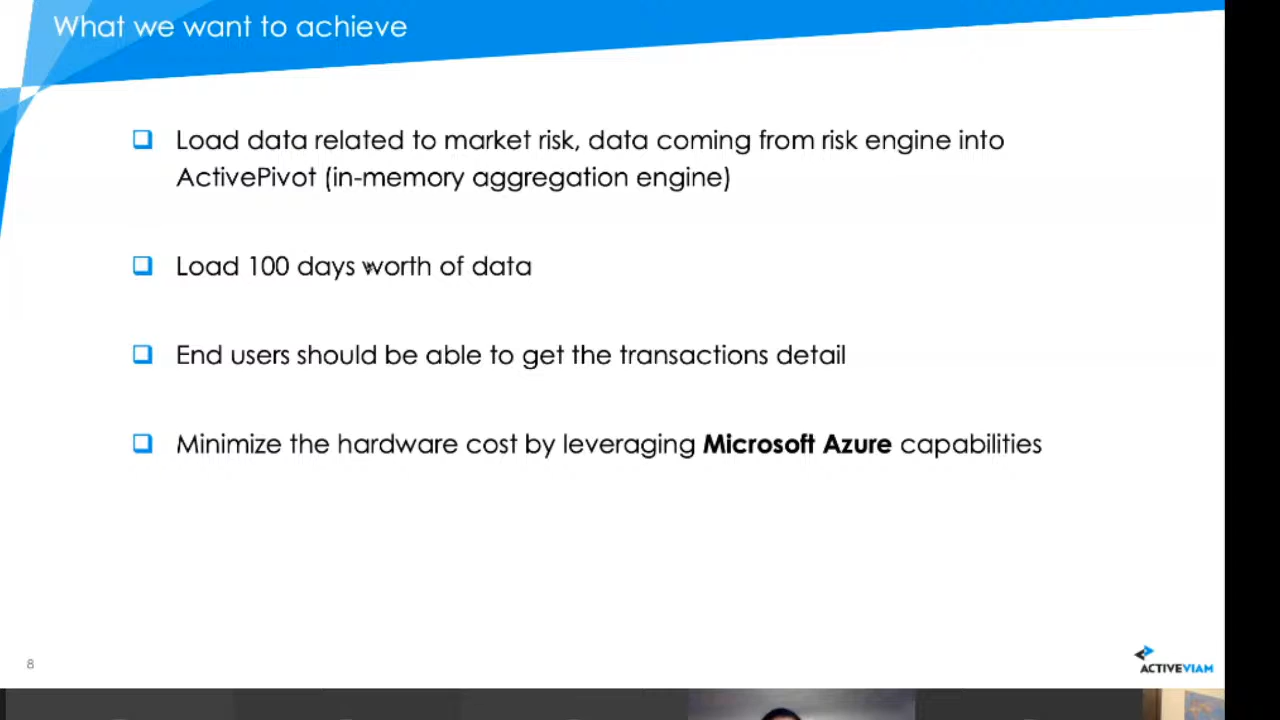 What we want to achieve
Load data related to market risk, data coming from risk engine into
ActivePivot (in-memory aggregation engine)
Load 100 days worth of data
End users should be able to get the transactions detail
Minimize the hardware cost by leveraging Microsoft Azure capabilities
8
ACTIVEVIAM